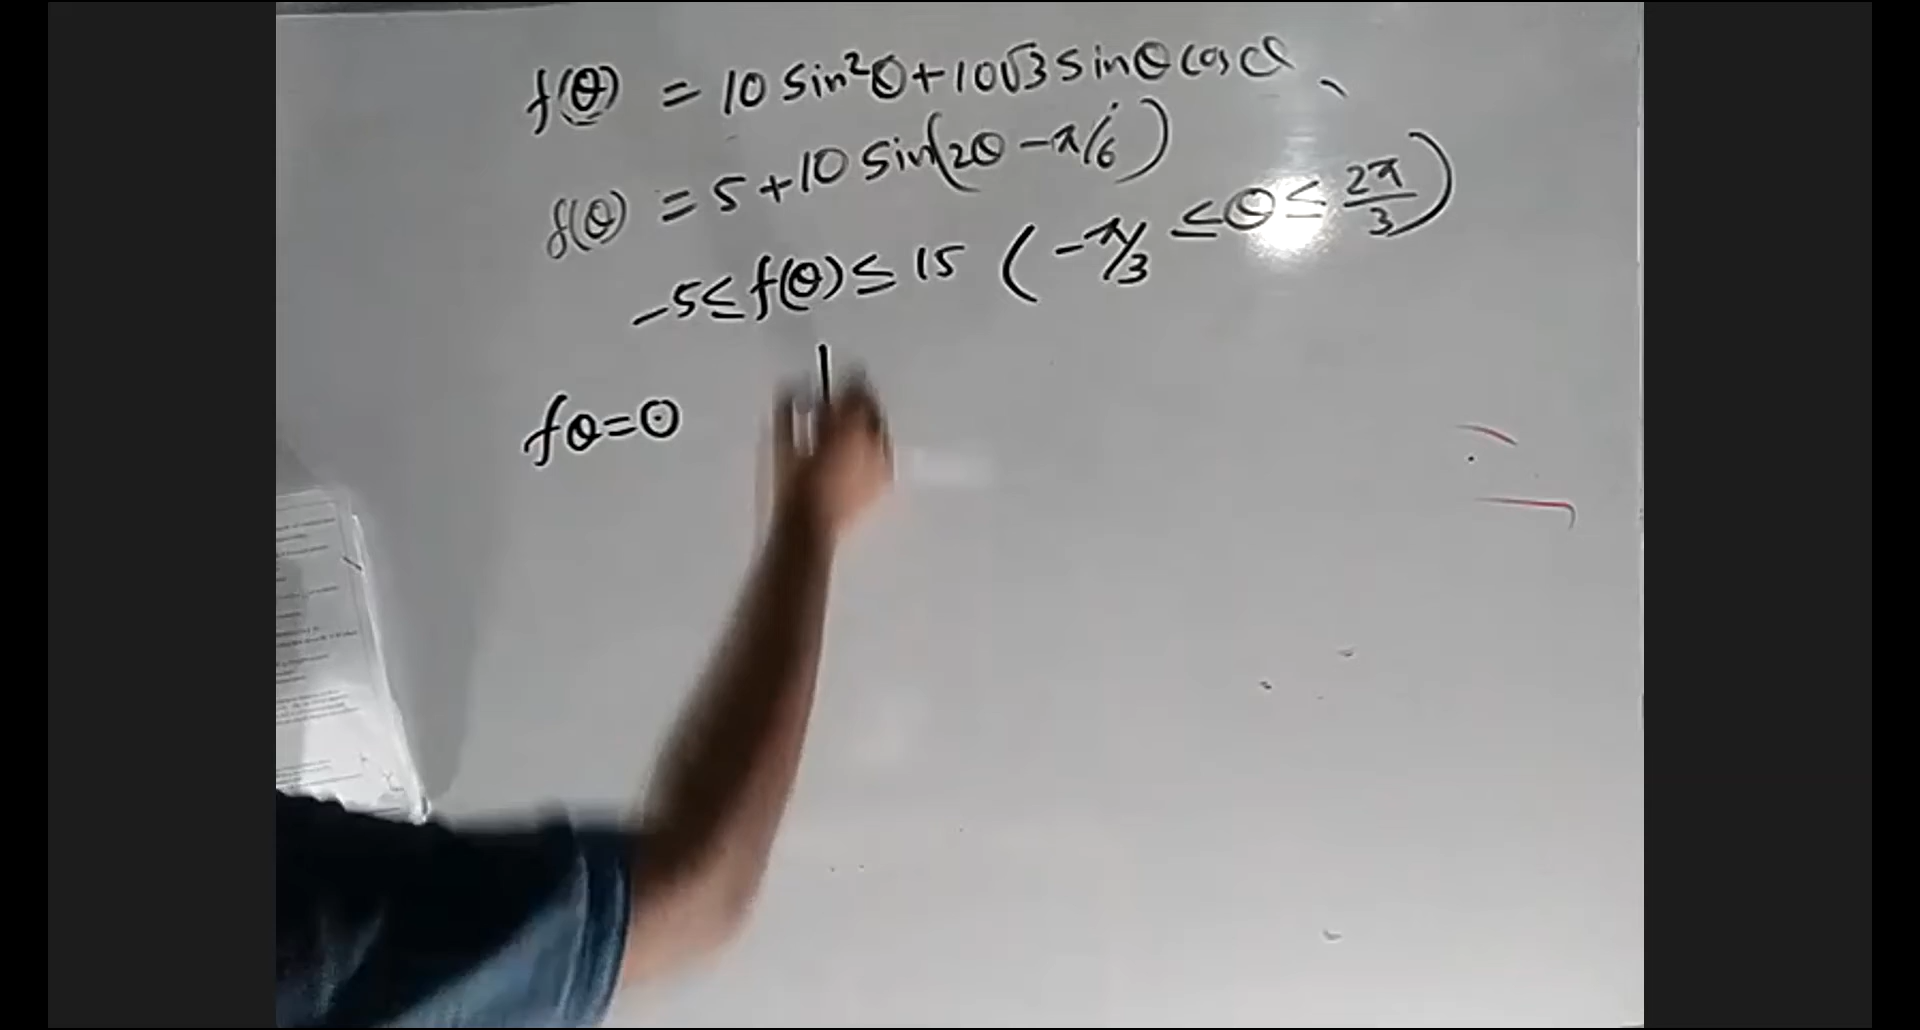 f(θ) = 10 sin²θ + 10√3 sinθ cosθ
f(θ) = 5 + 10 sin(2θ - π/6)
-5 ≤ f(θ) ≤ 15 ( -π/3 ≤ θ ≤ 2π/3 )
fθ = 0